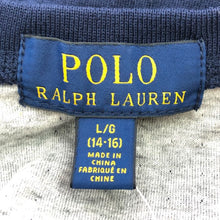 POLO
RALPH LAUREN
L/G
(14-16)
MADE IN
CHINA
FABRIQUÉ EN
CHINE